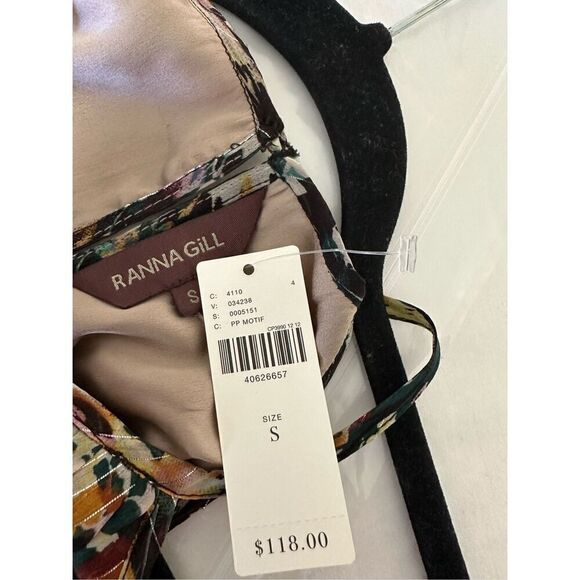 RANNA GiLL
S
C: 4110 4
V: 034238
S: 0005151
C: PP MOTIF
CP3990 12 12
40626657
SIZE
S
$118.00